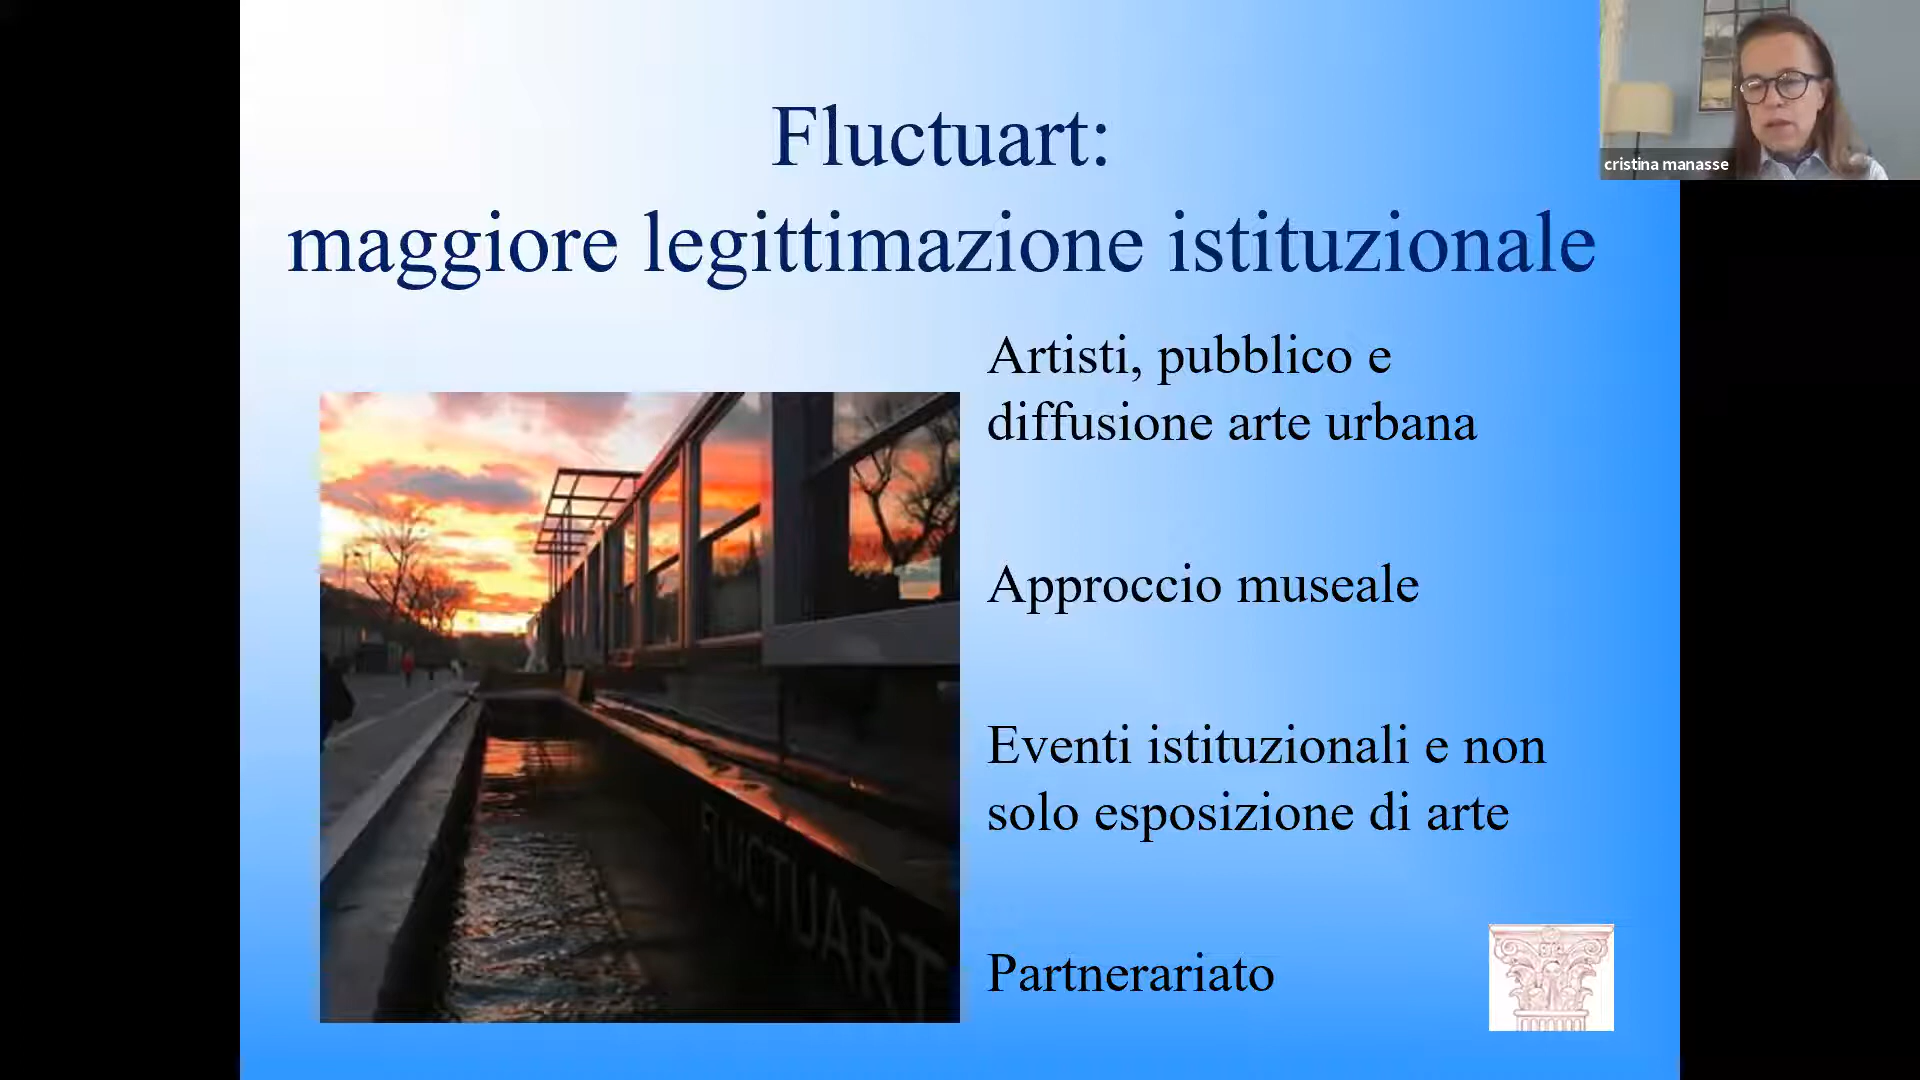 Fluctuart:
maggiore legittimazione istituzionale
Artisti, pubblico e
diffusione arte urbana
Approccio museale
Eventi istituzionali e non
solo esposizione di arte
Partnerariato
FLUCTUART
cristina manasse